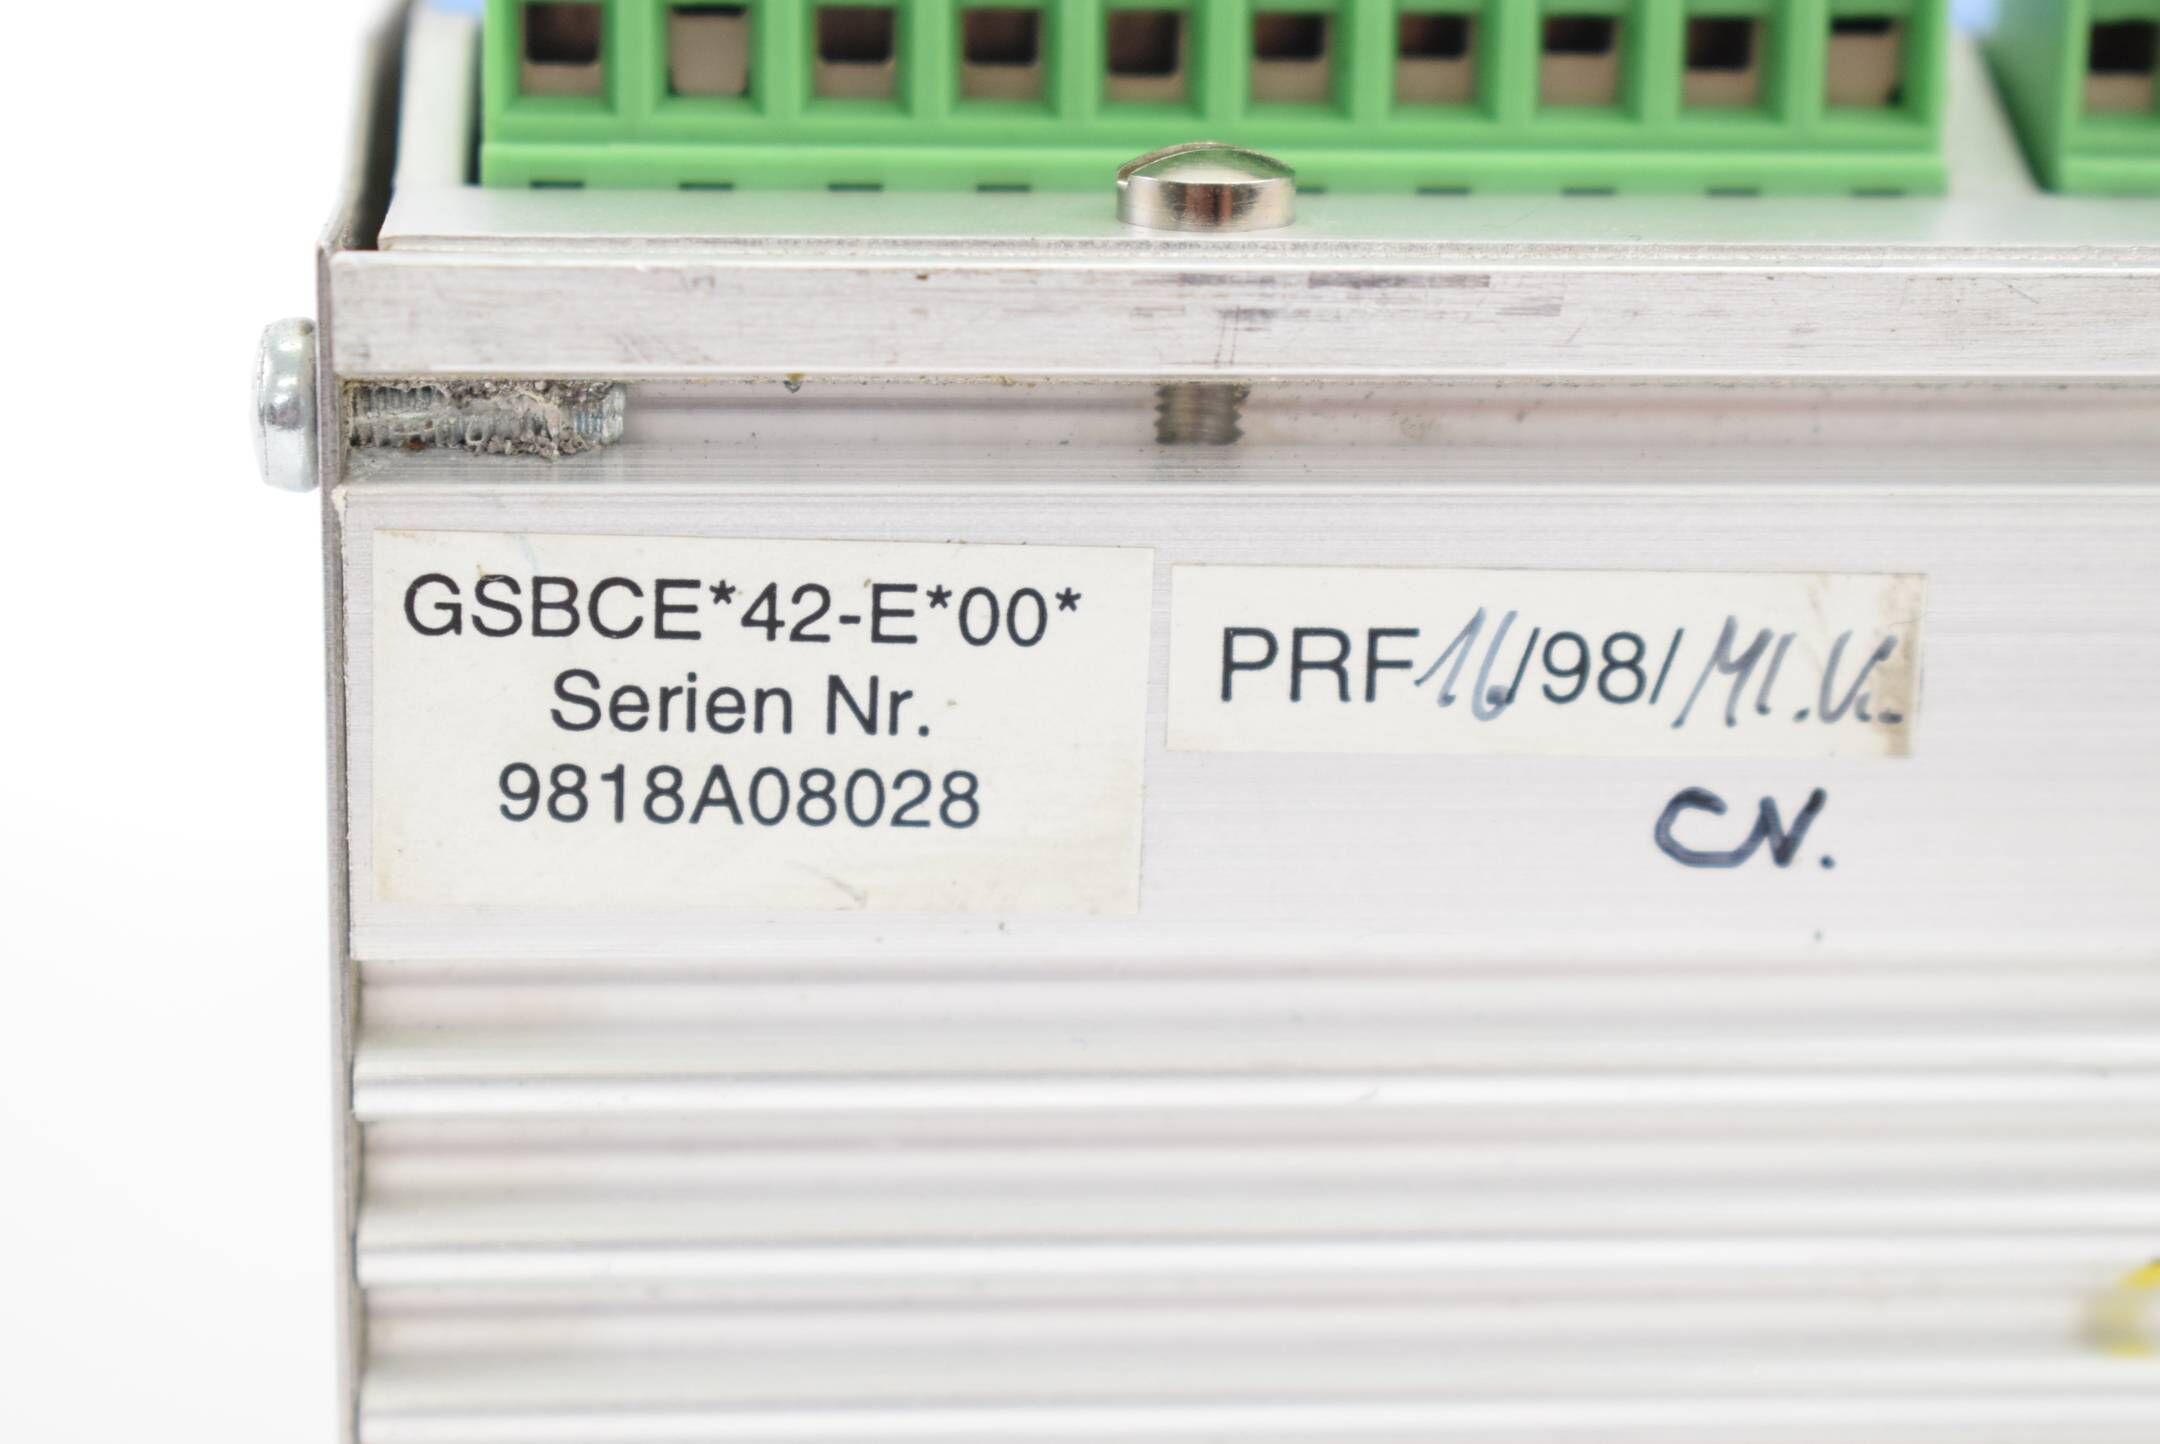 GSBCE*42-E*00*
Serien Nr.
9818A08028
PRF16/98/
CN.